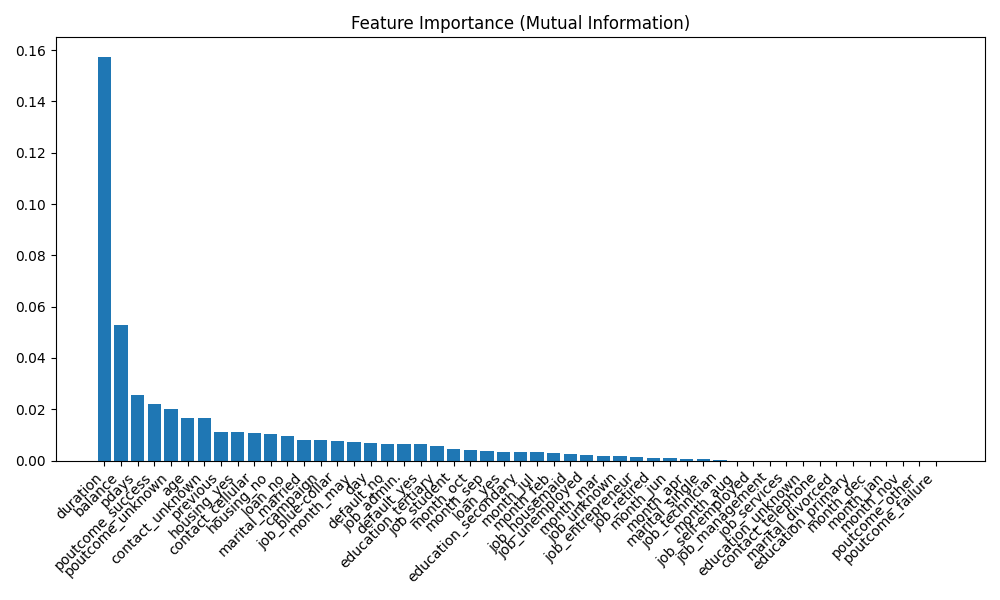 Feature Importance (Mutual Information)
0.16
0.14
0.12
0.10
0.08
0.06
0.04
0.02
0.00
duration
balance
pdays
poutcome_success
poutcome_unknown
age
contact_unknown
previous
housing_yes
contact_cellular
housing_no
loan_no
marital_married
campaign
job_blue-collar
month_may
day
default_no
job_admin.
default_yes
education_tertiary
job_student
month_oct
month_sep
loan_yes
education_secondary
month_jul
month_feb
job_housemaid
job_unemployed
month_mar
job_unknown
job_entrepreneur
job_retired
month_jun
month_apr
marital_single
job_technician
month_aug
job_self-employed
job_management
job_services
education_unknown
contact_telephone
marital_divorced
education_primary
month_dec
month_jan
month_nov
poutcome_other
poutcome_failure